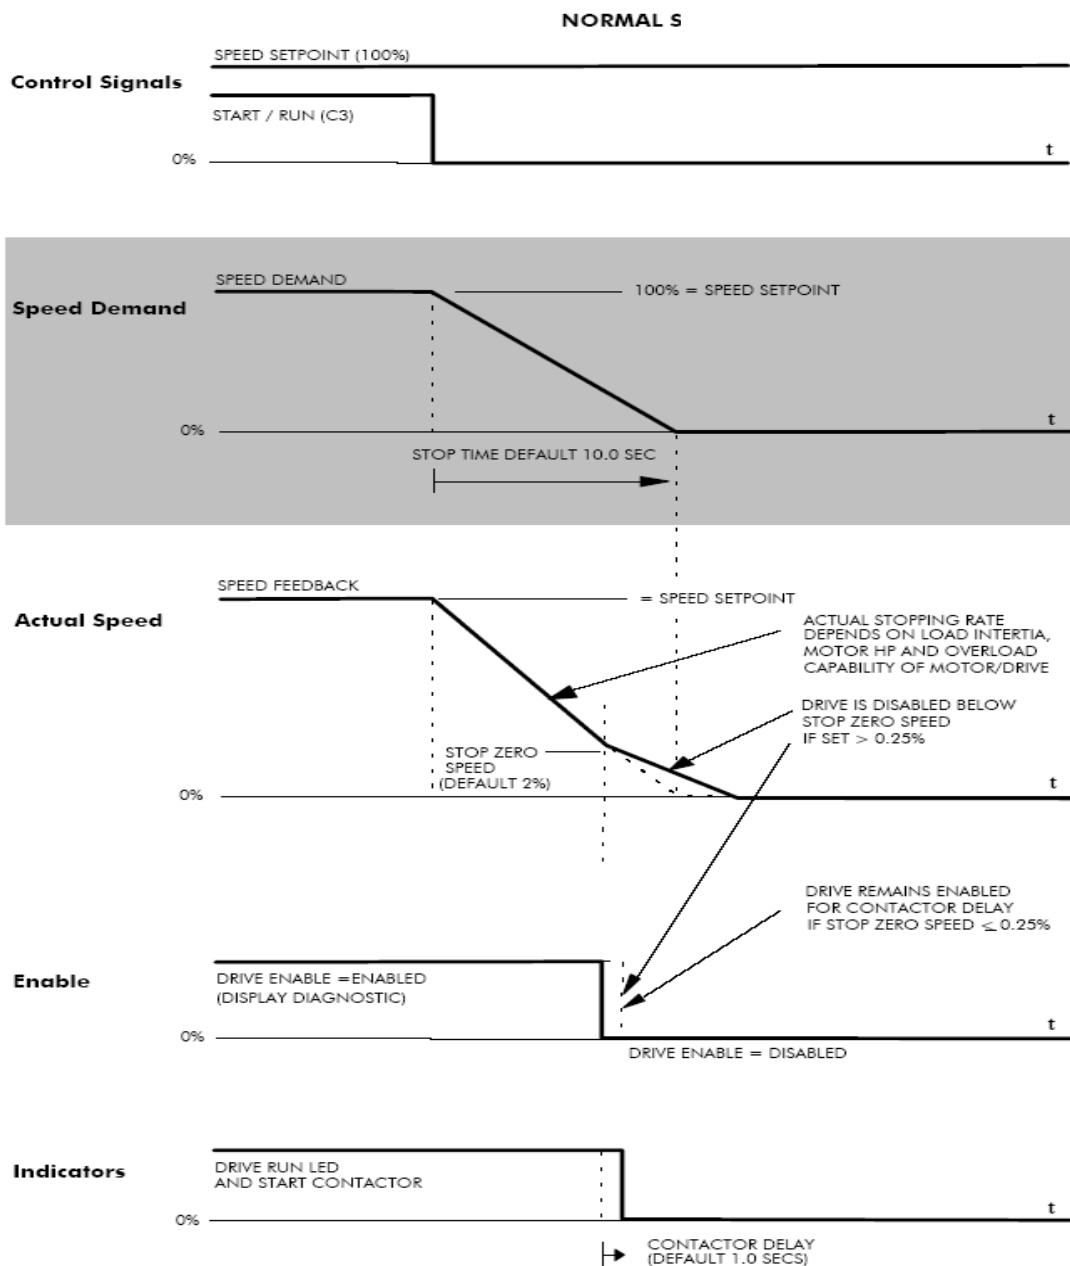 NORMAL S
SPEED SETPOINT (100%)
Control Signals
START / RUN (C3)
0%
t
SPEED DEMAND
100% = SPEED SETPOINT
Speed Demand
0%
t
STOP TIME DEFAULT 10.0 SEC
SPEED FEEDBACK
= SPEED SETPOINT
Actual Speed
ACTUAL STOPPING RATE
DEPENDS ON LOAD INTERTIA,
MOTOR HP AND OVERLOAD
CAPABILITY OF MOTOR/DRIVE
DRIVE IS DISABLED BELOW
STOP ZERO SPEED
IF SET > 0.25%
STOP ZERO
SPEED
(DEFAULT 2%)
0%
t
DRIVE REMAINS ENABLED
FOR CONTACTOR DELAY
IF STOP ZERO SPEED ≤ 0.25%
Enable
DRIVE ENABLE =ENABLED
(DISPLAY DIAGNOSTIC)
0%
t
DRIVE ENABLE = DISABLED
Indicators
DRIVE RUN LED
AND START CONTACTOR
0%
t
CONTACTOR DELAY
(DEFAULT 1.0 SECS)